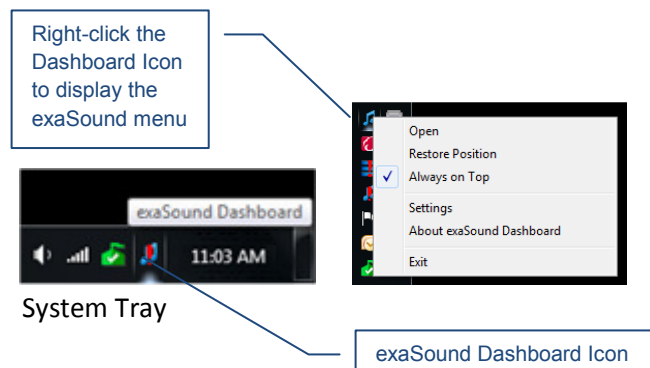 Right-click the
Dashboard Icon
to display the
exaSound menu
Open
Restore Position
Always on Top
Settings
About exaSound Dashboard
Exit
exaSound Dashboard
11:03 AM
System Tray
exaSound Dashboard Icon